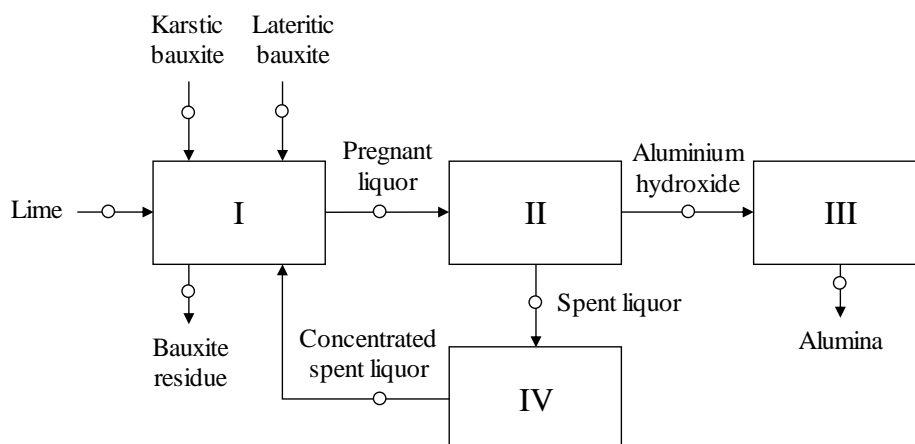 Karstic
bauxite
Lateritic
bauxite
Pregnant
liquor
Aluminium
hydroxide
Lime
I
II
III
Spent liquor
Alumina
Bauxite
residue
Concentrated
spent liquor
IV